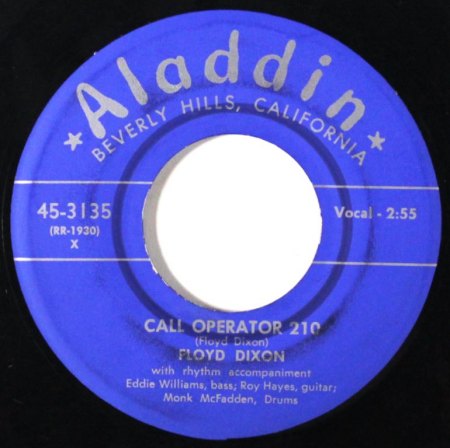 Aladdin
BEVERLY HILLS, CALIFORNIA
45-3135
(RR-1930)
X
Vocal - 2:55
CALL OPERATOR 210
(Floyd Dixon)
FLOYD DIXON
with rhythm accompaniment
Eddie Williams, bass; Roy Hayes, guitar;
Monk McFadden, Drums